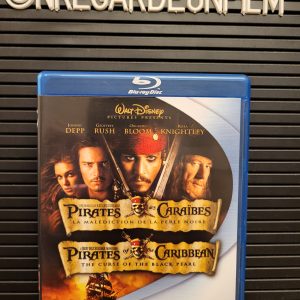 @NREGARDEUNFILM
Blu-ray Disc
WALT DISNEY
PICTURES PRESENTS
JOHNNY DEPP GEOFFREY RUSH ORLANDO BLOOM KEIRA KNIGHTLEY
PIRATES DES CARAÏBES
LA MALÉDICTION DE LA PERLE NOIRE
PIRATES OF THE CARIBBEAN
THE CURSE OF THE BLACK PEARL